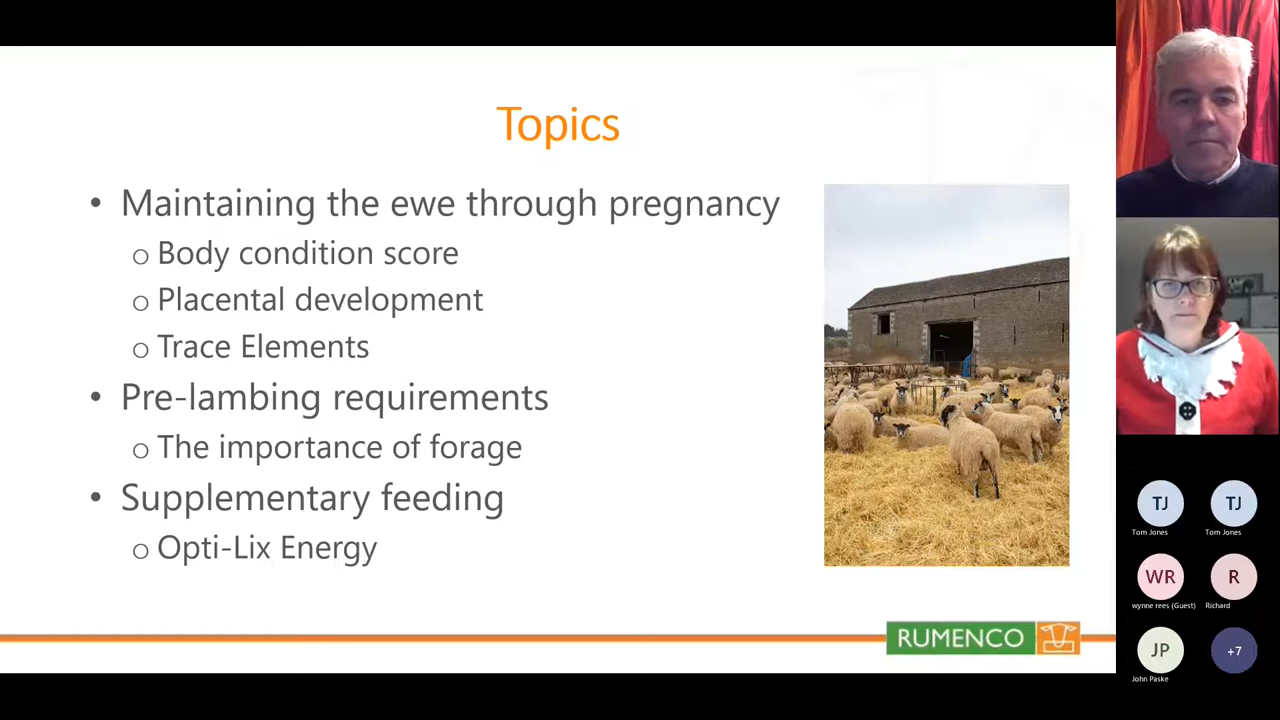 Topics
• Maintaining the ewe through pregnancy
o Body condition score
o Placental development
o Trace Elements
• Pre-lambing requirements
o The importance of forage
• Supplementary feeding
o Opti-Lix Energy
RUMENCO
TJ TJ
Tom Jones Tom Jones
WR R
wynne rees (Guest) Richard
JP +7
John Paske